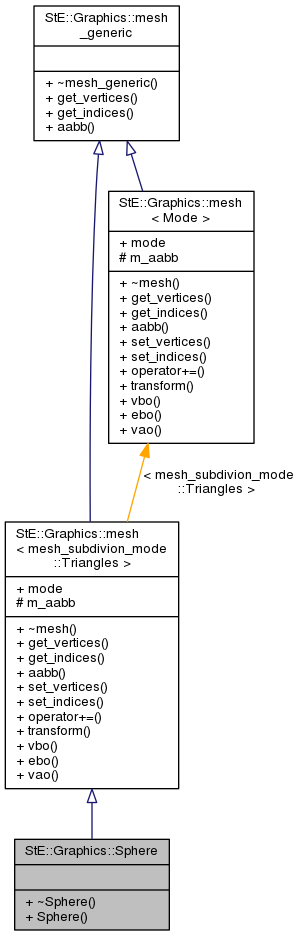 StE::Graphics::mesh
_generic
+ ~mesh_generic()
+ get_vertices()
+ get_indices()
+ aabb()
StE::Graphics::mesh
< Mode >
+ mode
# m_aabb
+ ~mesh()
+ get_vertices()
+ get_indices()
+ aabb()
+ set_vertices()
+ set_indices()
+ operator+=()
+ transform()
+ vbo()
+ ebo()
+ vao()
< mesh_subdivion_mode
::Triangles >
StE::Graphics::mesh
< mesh_subdivion_mode
::Triangles >
+ mode
# m_aabb
+ ~mesh()
+ get_vertices()
+ get_indices()
+ aabb()
+ set_vertices()
+ set_indices()
+ operator+=()
+ transform()
+ vbo()
+ ebo()
+ vao()
StE::Graphics::Sphere
+ ~Sphere()
+ Sphere()